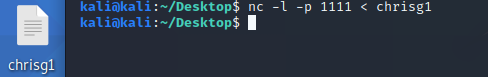 kali@kali:~/Desktop$ nc -l -p 1111 < chrisg1
kali@kali:~/Desktop$
chrisg1